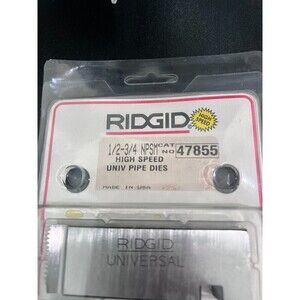 RIDGID
HIGH
SPEED
1/2-3/4 NPSM CAT NO 47855
HIGH SPEED
UNIV PIPE DIES
MADE IN USA
RIDGID
UNIVERSAL